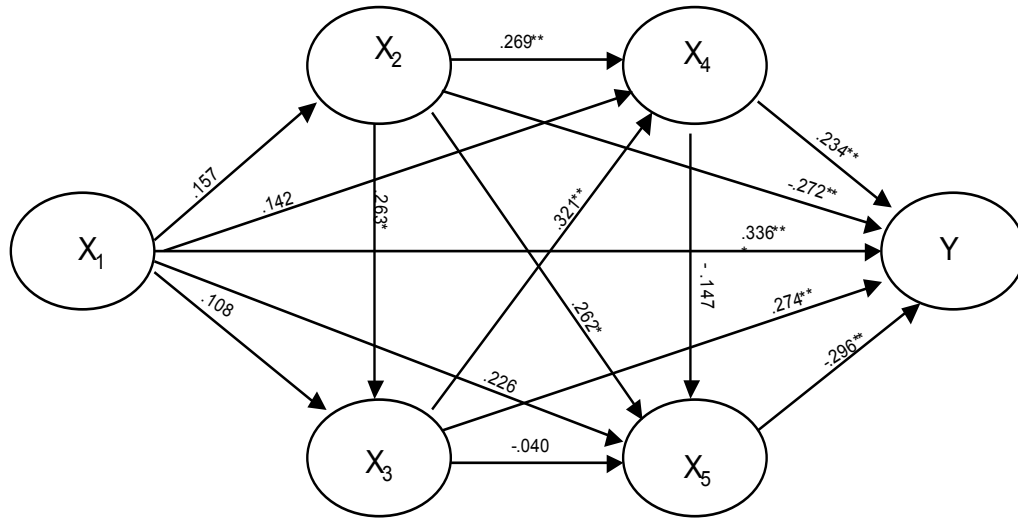 .269**
X2
X4
.234**
.157
-.272**
.142
.263*
.321**
X1
.336**
*
Y
- .147
.274**
.108
.262*
.226
-.296**
-.040
X3
X5